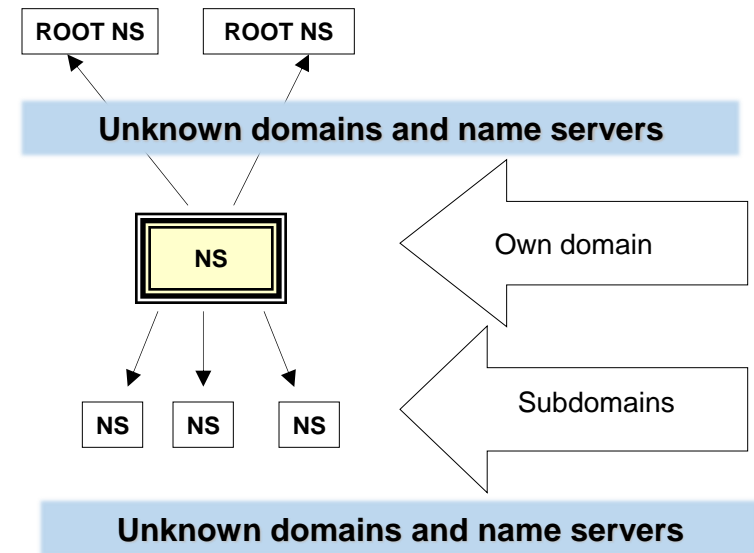 ROOT NS ROOT NS
Unknown domains and name servers
NS
Own domain
Subdomains
NS NS NS
Unknown domains and name servers